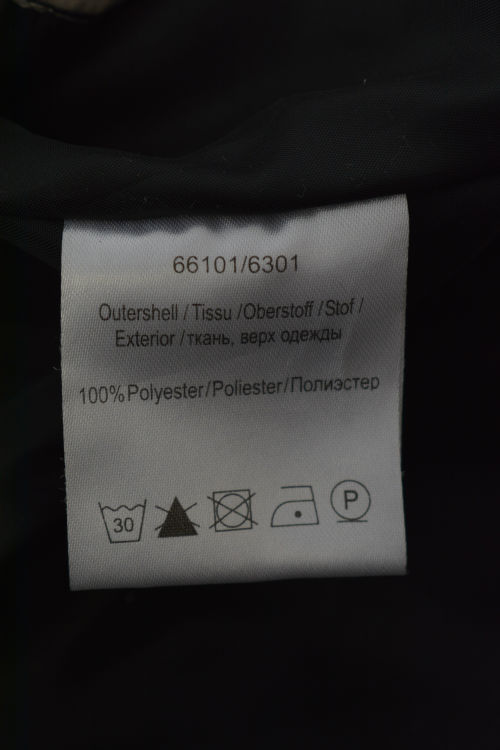 66101/6301
Outershell / Tissu / Oberstoff / Stof /
Exterior / ткань, верх одежды
100% Polyester/Poliester/Полиэстер
30
P